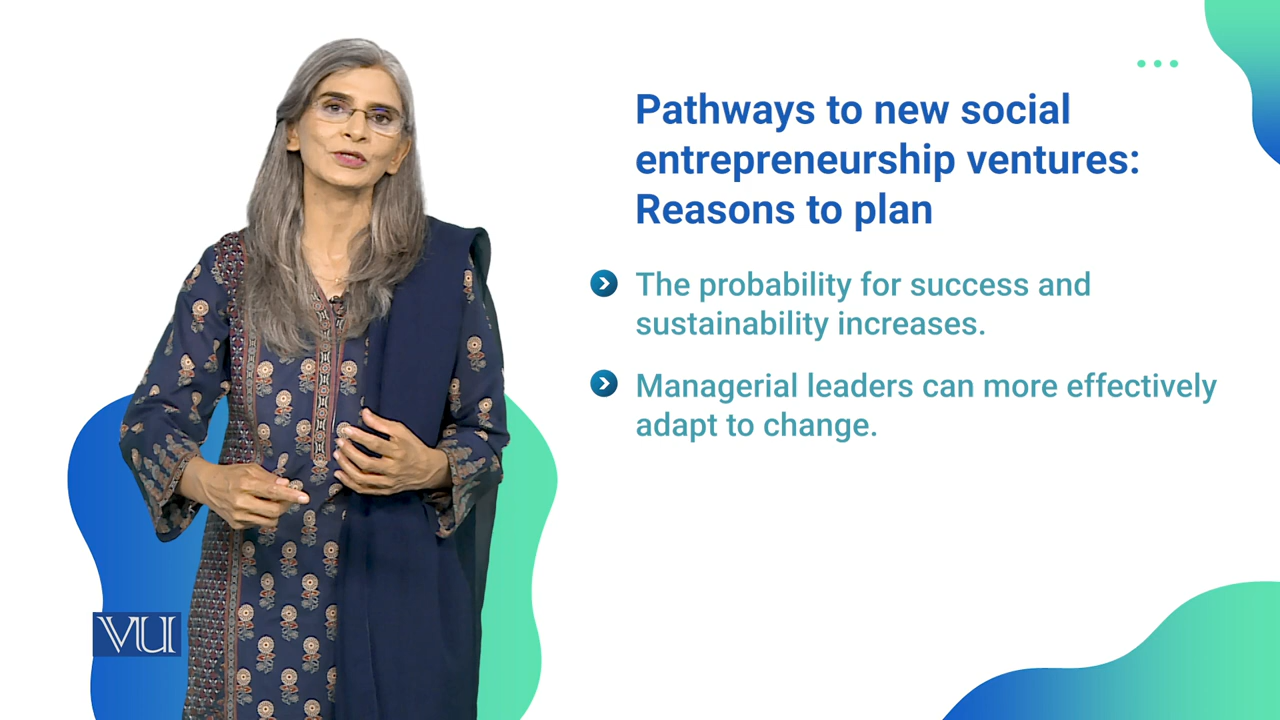 Pathways to new social
entrepreneurship ventures:
Reasons to plan
The probability for success and
sustainability increases.
Managerial leaders can more effectively
adapt to change.
VU